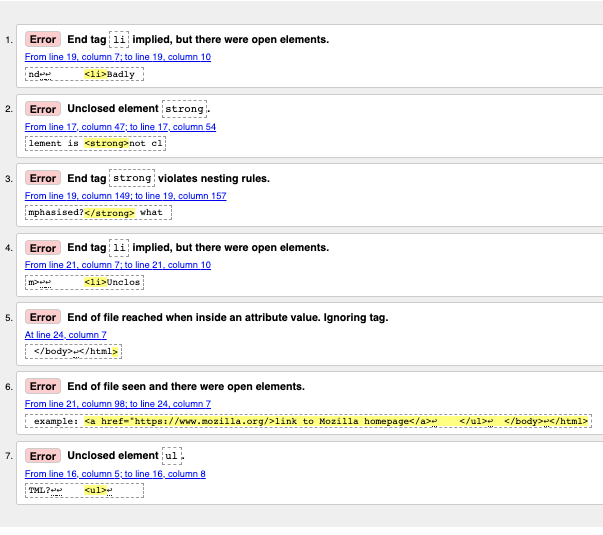 1. Error End tag li implied, but there were open elements.
From line 19, column 7; to line 19, column 10
nd↩↩ <li>Badly
2. Error Unclosed element strong.
From line 17, column 47; to line 17, column 54
lement is <strong>not cl
3. Error End tag strong violates nesting rules.
From line 19, column 149; to line 19, column 157
mphasised?</strong> what
4. Error End tag li implied, but there were open elements.
From line 21, column 7; to line 21, column 10
m>↩↩ <li>Unclos
5. Error End of file reached when inside an attribute value. Ignoring tag.
At line 24, column 7
</body>↩</html>
6. Error End of file seen and there were open elements.
From line 21, column 98; to line 24, column 7
example: <a href="https://www.mozilla.org/>link to Mozilla homepage</a>↩ </ul>↩ </body>↩</html>
7. Error Unclosed element ul.
From line 16, column 5; to line 16, column 8
TML?↩↩ <ul>↩